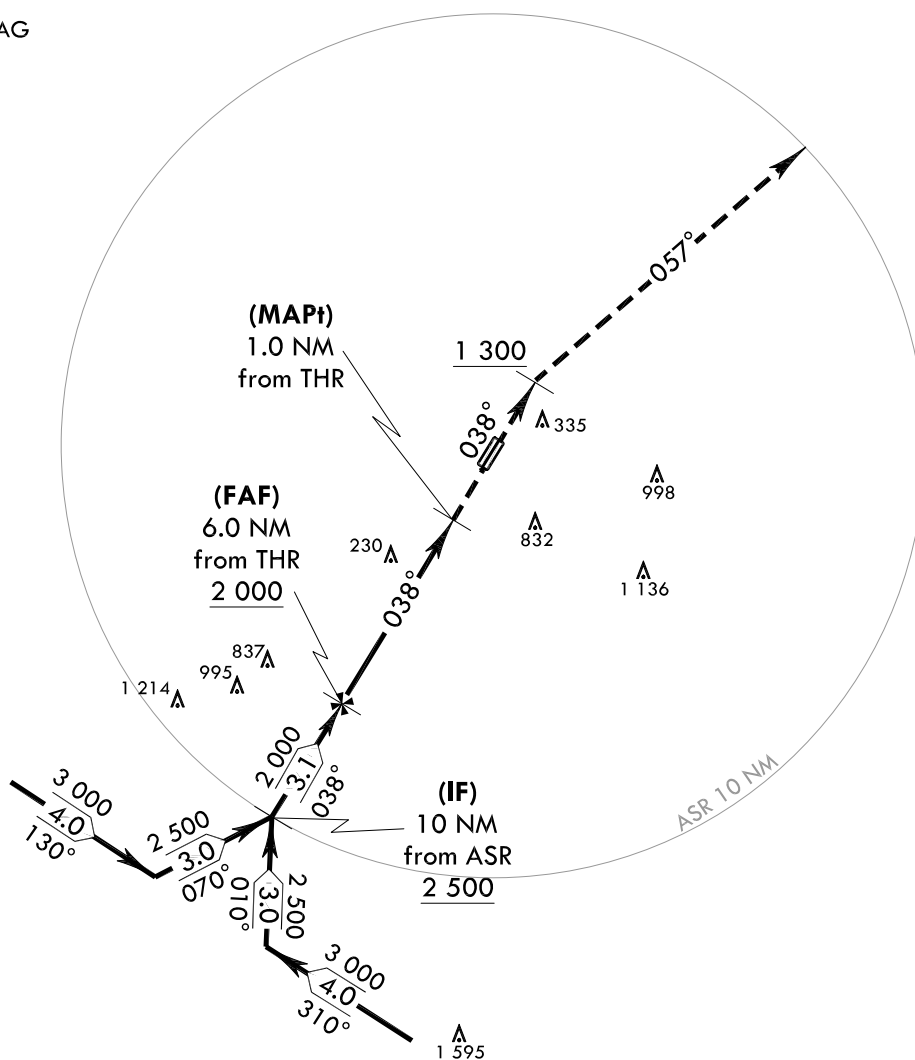 AG
057°
(MAPt)
1.0 NM
from THR
1 300
038°
335
998
(FAF)
6.0 NM
from THR
2 000
230
832
1 136
038°
837
995
1 214
2 000
3.1
038°
(IF)
10 NM
from ASR
2 500
ASR 10 NM
3 000
4.0
130°
2 500
3.0
070°
2 500
3.0
010°
3 000
4.0
310°
1 595